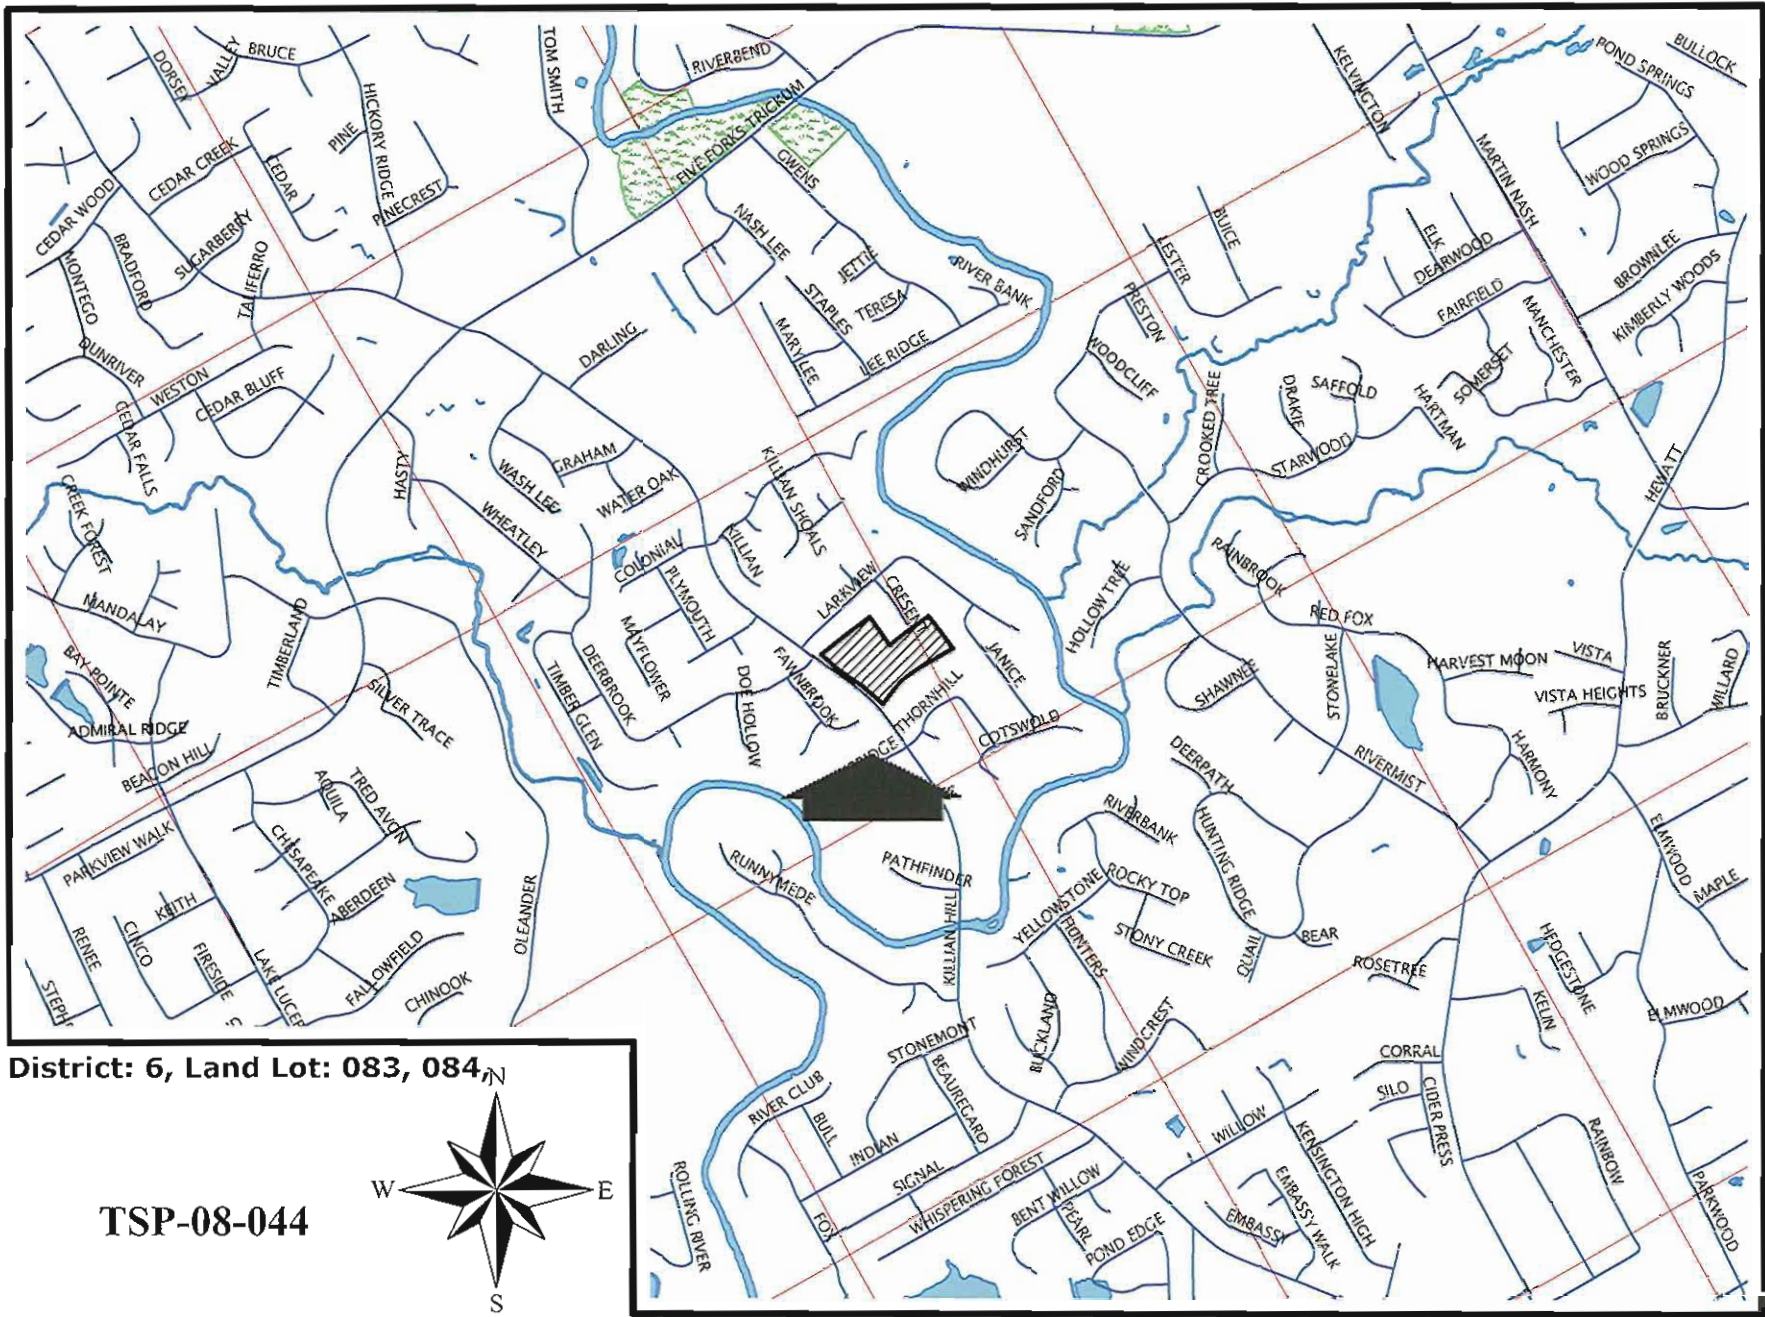 DORSEY
VALLEY
BRUCE
TOM SMITH
RIVERBEND
KELVINGTON
POND SPRINGS
BULLOCK
HICKORY RIDGE
PINE
FIVE FORKS TRICKUM
MARTIN NASH
WOOD SPRINGS
CEDAR CREEK
CEDAR
GWENS
PINECREST
CEDAR WOOD
NASH LEE
BUICE
ELK
SUGARBERRY
BRADFORD
TALIFERRO
MONTEGO
JETTIE
RIVER BANK
LESTER
DEARWOOD
BROWNLEE
STAPLES
TERESA
PRESTON
FAIRFIELD
KIMBERLY WOODS
MANCHESTER
DARLING
MARY LEE
LEE RIDGE
DUNRIVER
WESTON
CEDAR BLUFF
WOODCLIFF
SOMERSET
CROOKED TREE
DRAKIE
SAFFOLD
HARTMAN
CEDAR FALLS
HASTY
GRAHAM
WASH LEE
WATER OAK
KILLIAN SHOALS
WINDHURST
SANDFORD
STARWOOD
HEWATT
CREEK FOREST
WHEATLEY
COLONIAL
KILLIAN
RAINBROOK
PLYMOUTH
LARKVIEW
HOLLOW TREE
MANDALAY
TIMBERLAND
MAYFLOWER
RED FOX
BAY POINTE
DEERBROOK
FAWNBROOK
JANICE
STONELAKE
HARVEST MOON
VISTA
BRUCKNER
WILLARD
SILVER TRACE
TIMBER GLEN
DOE HOLLOW
THORNHILL
SHAWNEE
VISTA HEIGHTS
ADMIRAL RIDGE
COTSWOLD
BEACON HILL
DEERPATH
RIVERMIST
HARMONY
AQUILA
TRED AVON
PARKVIEW WALK
CHESAPEAKE
RIVERBANK
HUNTING RIDGE
ELMWOOD
RUNNYMEDE
PATHFINDER
ROCKY TOP
MAPLE
KEITH
ABERDEEN
OLEANDER
YELLOWSTONE
RENEE
CINCO
FIRESIDE
KILLIAN HILL
HUNTERS
STONY CREEK
QUAIL
BEAR
HEDGESTONE
FALLOWFIELD
CHINOOK
ROSETREE
KELIN
ELMWOOD
BUCKLAND
WINDCREST
STONEMONT
District: 6, Land Lot: 083, 084,
N
CORRAL
BEAUREGARD
RIVER CLUB
SILO
CIDER PRESS
BULL
INDIAN
WILLOW
KENSINGTON HIGH
RAINBOW
W
E
ROLLING RIVER
SIGNAL
WHISPERING FOREST
BENT WILLOW
EMBASSY WALK
PARKWOOD
TSP-08-044
FOX
PEARL
POND EDGE
EMBASSY
S